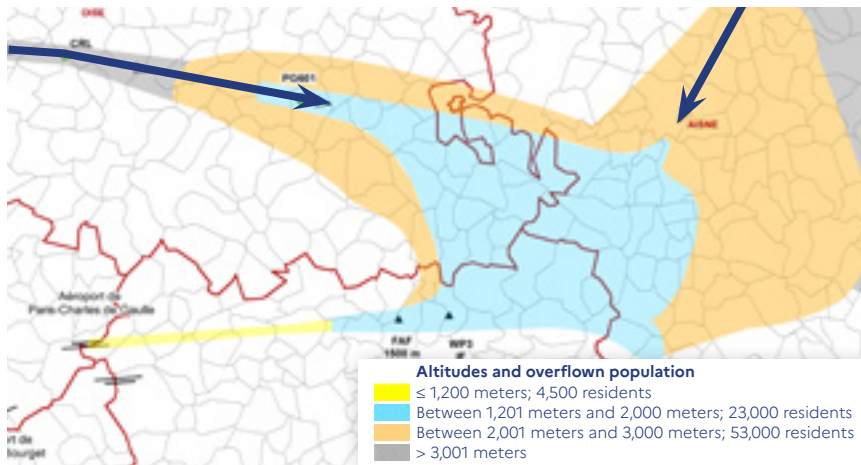 OISE
CRL
PG601
AISNE
Aéroport de
Paris-Charles de Gaulle
FAF
1500 m
WP3
IF
rt de
ourget
Altitudes and overflown population
≤ 1,200 meters; 4,500 residents
Between 1,201 meters and 2,000 meters; 23,000 residents
Between 2,001 meters and 3,000 meters; 53,000 residents
> 3,001 meters